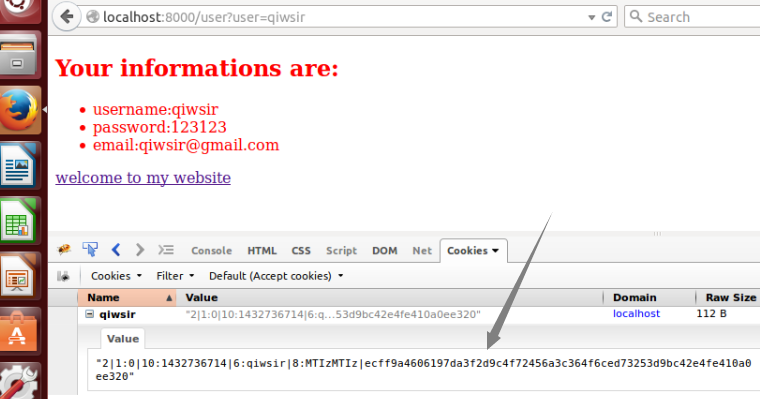 localhost:8000/user?user=qiwsir
Search
Your informations are:
username:qiwsir
password:123123
email:qiwsir@gmail.com
welcome to my website
Console HTML CSS Script DOM Net Cookies
Cookies Filter Default (Accept cookies)
Name Value Domain Raw Size
qiwsir "2|1:0|10:1432736714|6:q...53d9bc42e4fe410a0ee320" localhost 112 B
Value
"2|1:0|10:1432736714|6:qiwsir|8:MTIzMTIz|ecff9a4606197da3f2d9c4f72456a3c364f6ced73253d9bc42e4fe410a0
ee320"